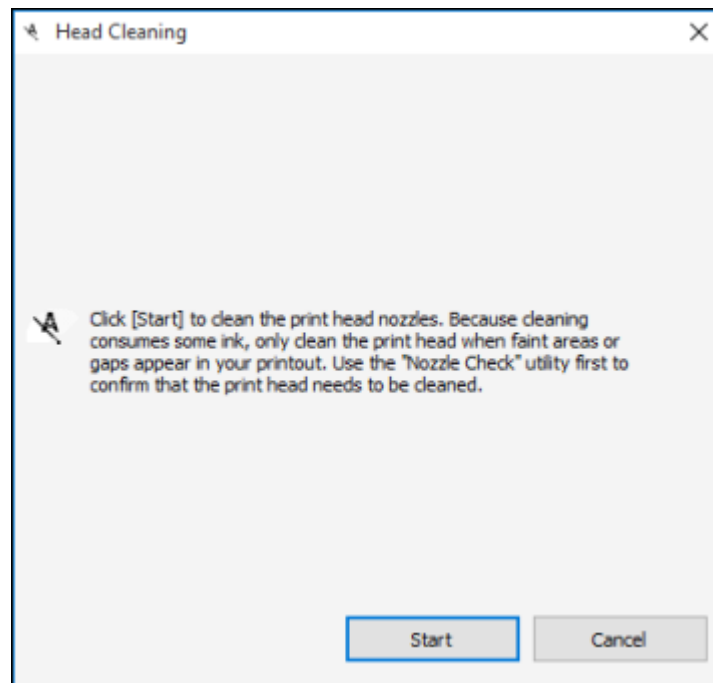 Head Cleaning
Click [Start] to clean the print head nozzles. Because cleaning
consumes some ink, only clean the print head when faint areas or
gaps appear in your printout. Use the "Nozzle Check" utility first to
confirm that the print head needs to be cleaned.
Start
Cancel